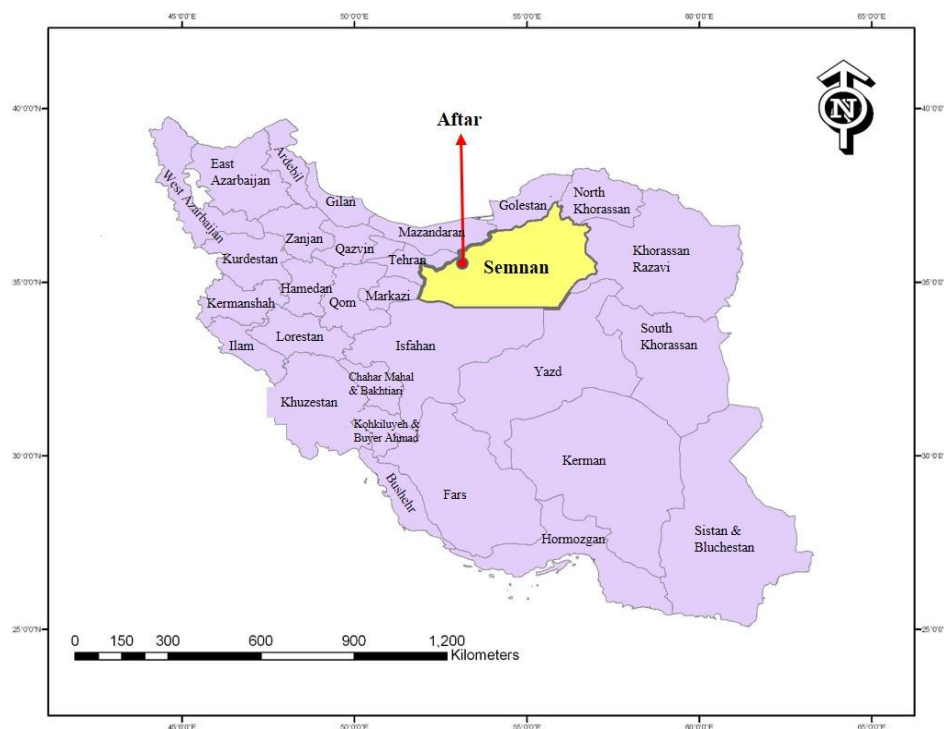 45°0'0"E 50°0'0"E 55°0'0"E 60°0'0"E 65°0'0"E
40°0'0"N 40°0'0"N
N
Aftar
East
Azarbaijan
Ardebil
West Azarbaijan
Gilan
Golestan
North
Khorassan
Mazandaran
Zanjan
Qazvin
Tehran
Semnan
Khorassan
Razavi
Kurdestan
35°0'0"N 35°0'0"N
Hamedan
Markazi
Qom
Kermanshah
Ilam
Lorestan
Isfahan
South
Khorassan
Yazd
Chahar Mahal
& Bakhtiari
Khuzestan
Kohkiluyeh &
Buyer Ahmad
30°0'0"N 30°0'0"N
Kerman
Bushehr
Fars
Hormozgan
Sistan &
Bluchestan
25°0'0"N 25°0'0"N
0 150 300 600 900 1,200
Kilometers
45°0'0"E 50°0'0"E 55°0'0"E 60°0'0"E 65°0'0"E